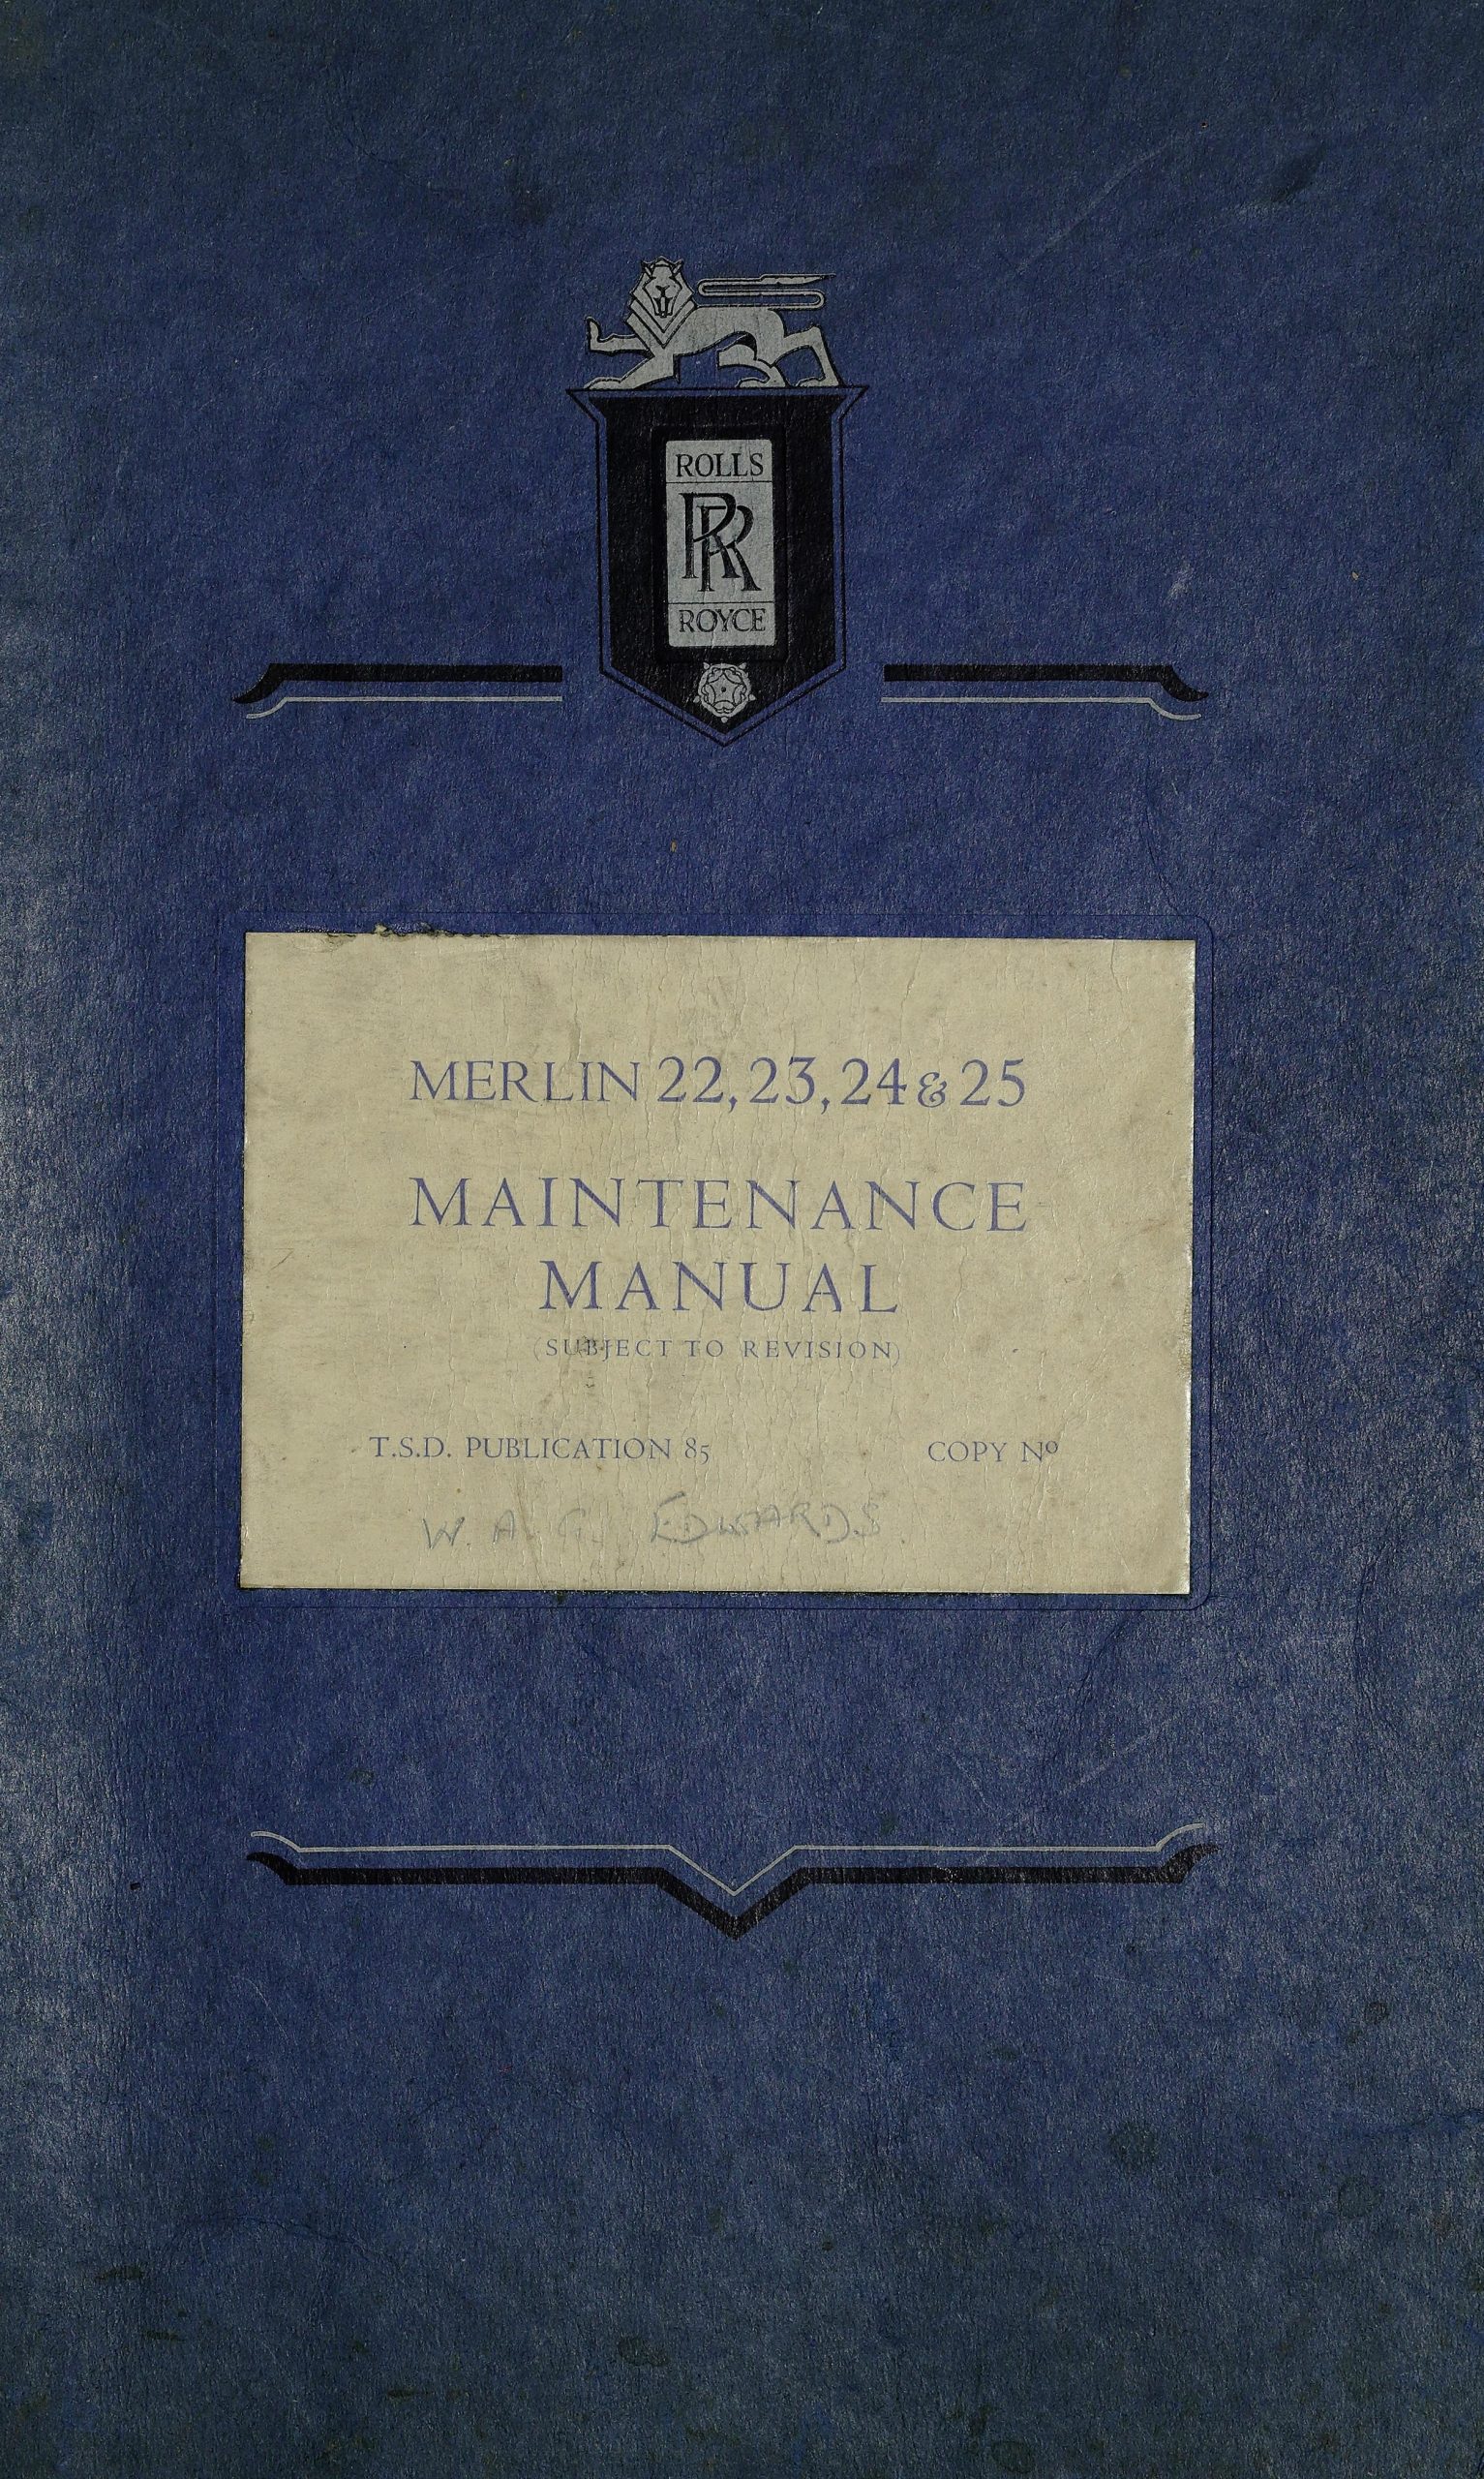 ROLLS
RR
ROYCE
MERLIN 22, 23, 24 & 25
MAINTENANCE
MANUAL
(SUBJECT TO REVISION)
T.S.D. PUBLICATION 85 COPY Nº
W. A. G. EDWARDS.